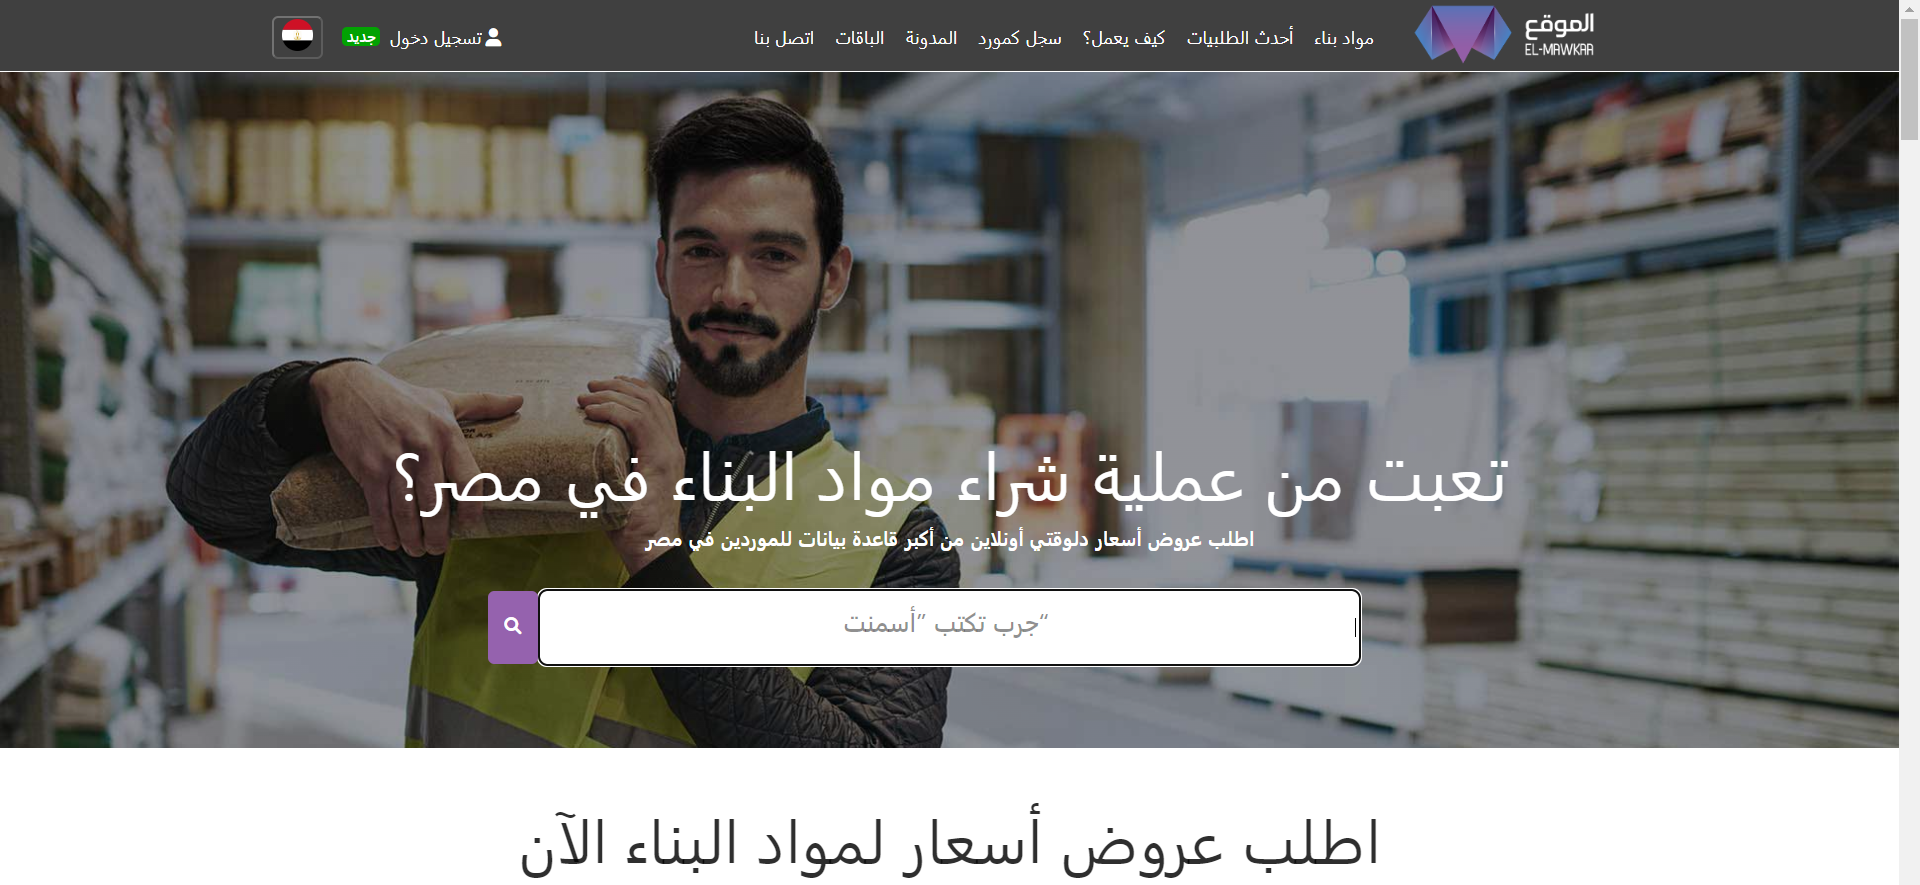 الموقع
EL-MAWKAA
مواد بناء
أحدث الطلبيات
كيف يعمل؟
سجل كمورد
المدونة
الباقات
اتصل بنا
تسجيل دخول
جديد
تعبت من عملية شراء مواد البناء في مصر؟
اطلب عروض أسعار دلوقتي أونلاين من أكبر قاعدة بيانات للموردين في مصر
“جرب تكتب ”أسمنت
اطلب عروض أسعار لمواد البناء الآن